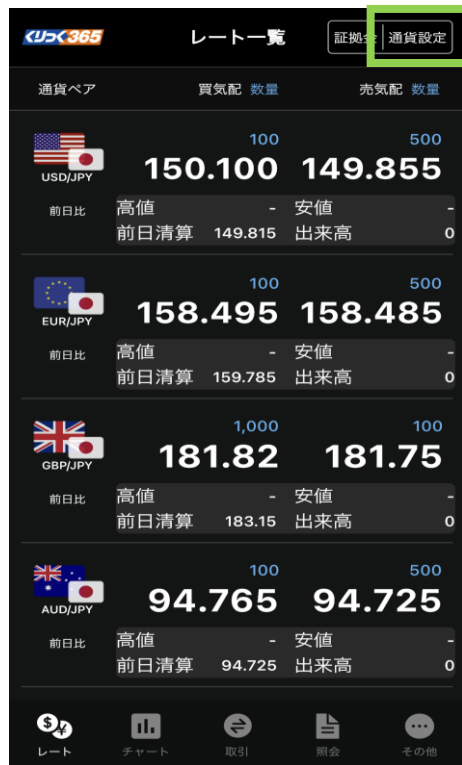 くりっく365 レート一覧 証拠金 通貨設定
通貨ペア 買気配 数量 売気配 数量
100 500
USD/JPY 150.100 149.855
前日比 高値 - 安値 -
前日清算 149.815 出来高 0
100 500
EUR/JPY 158.495 158.485
前日比 高値 - 安値 -
前日清算 159.785 出来高 0
1,000 100
GBP/JPY 181.82 181.75
前日比 高値 - 安値 -
前日清算 183.15 出来高 0
100 500
AUD/JPY 94.765 94.725
前日比 高値 - 安値 -
前日清算 94.725 出来高 0
レート チャート 取引 照会 その他